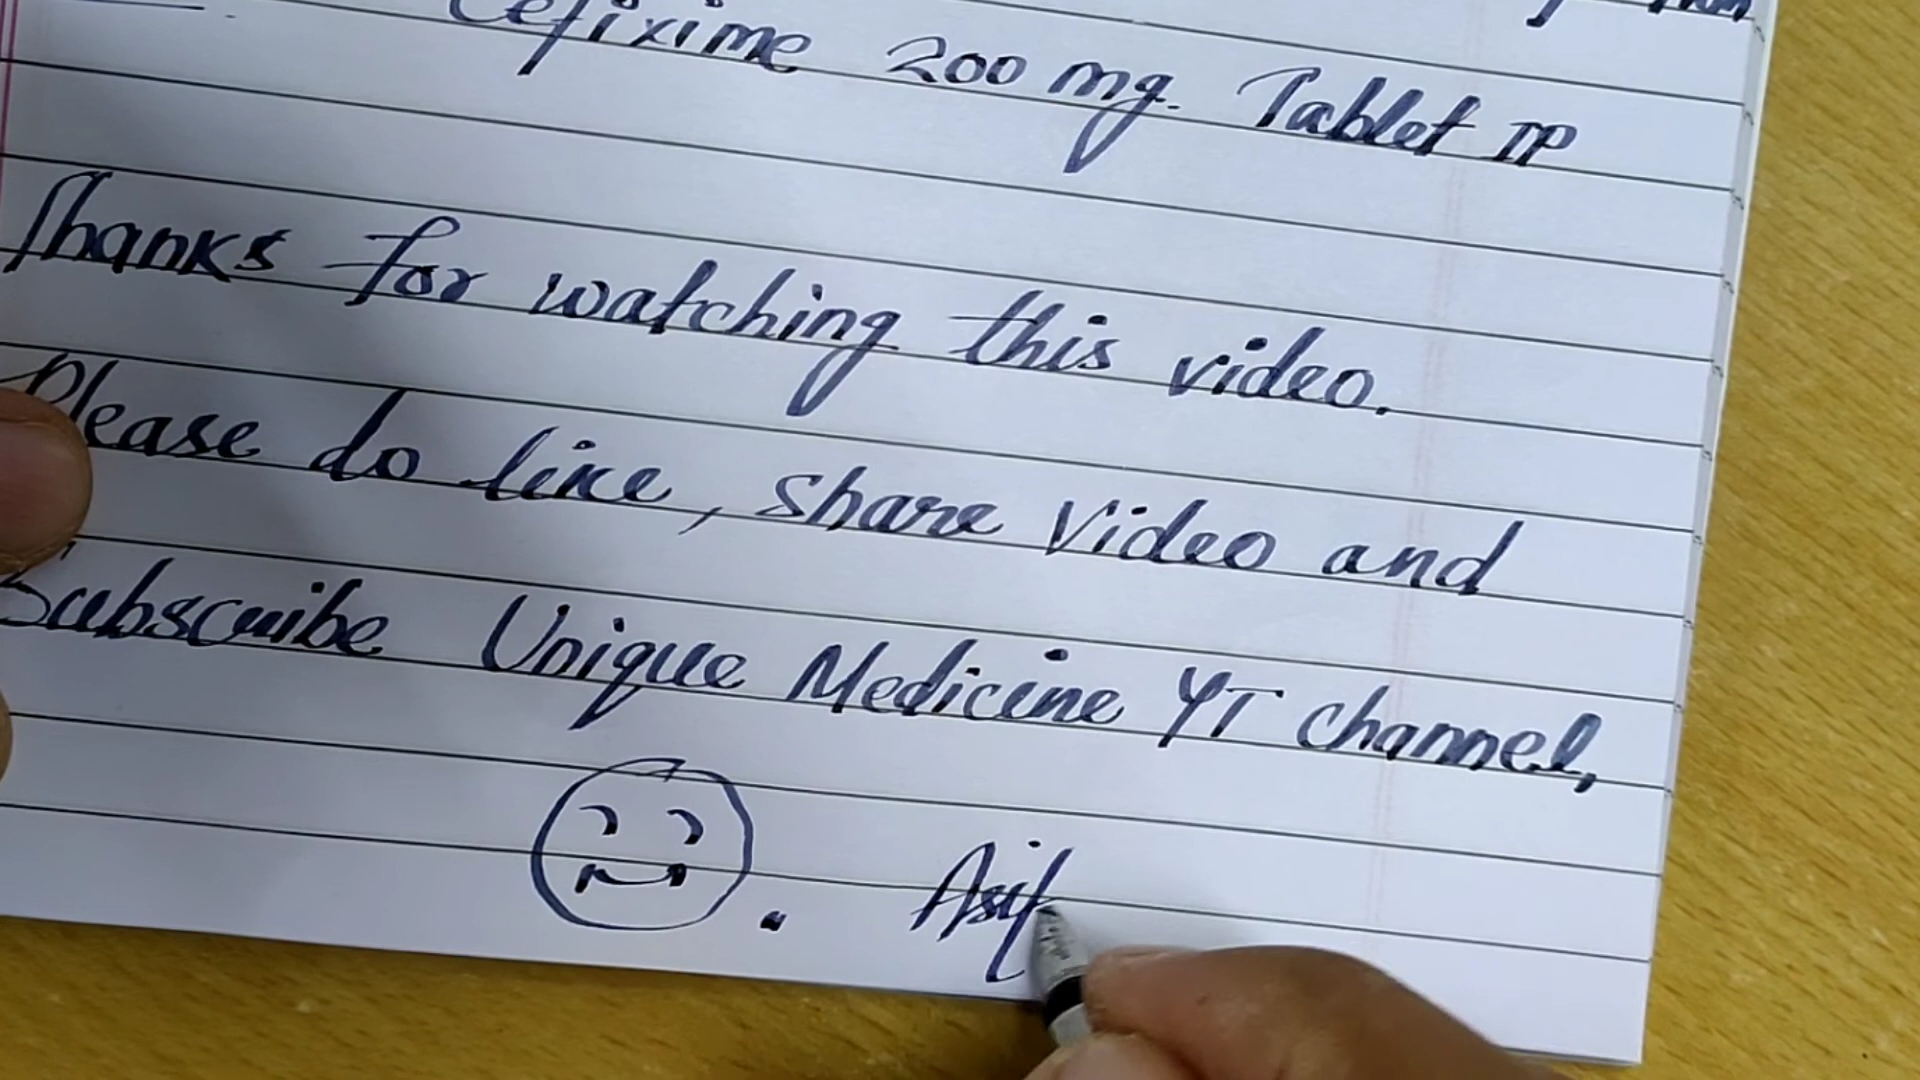 Cefixime 200 mg. Tablet IP
Thanks for watching this video.
Please do like, share Video and
Subscribe Unique Medicine YT channel,
Asif